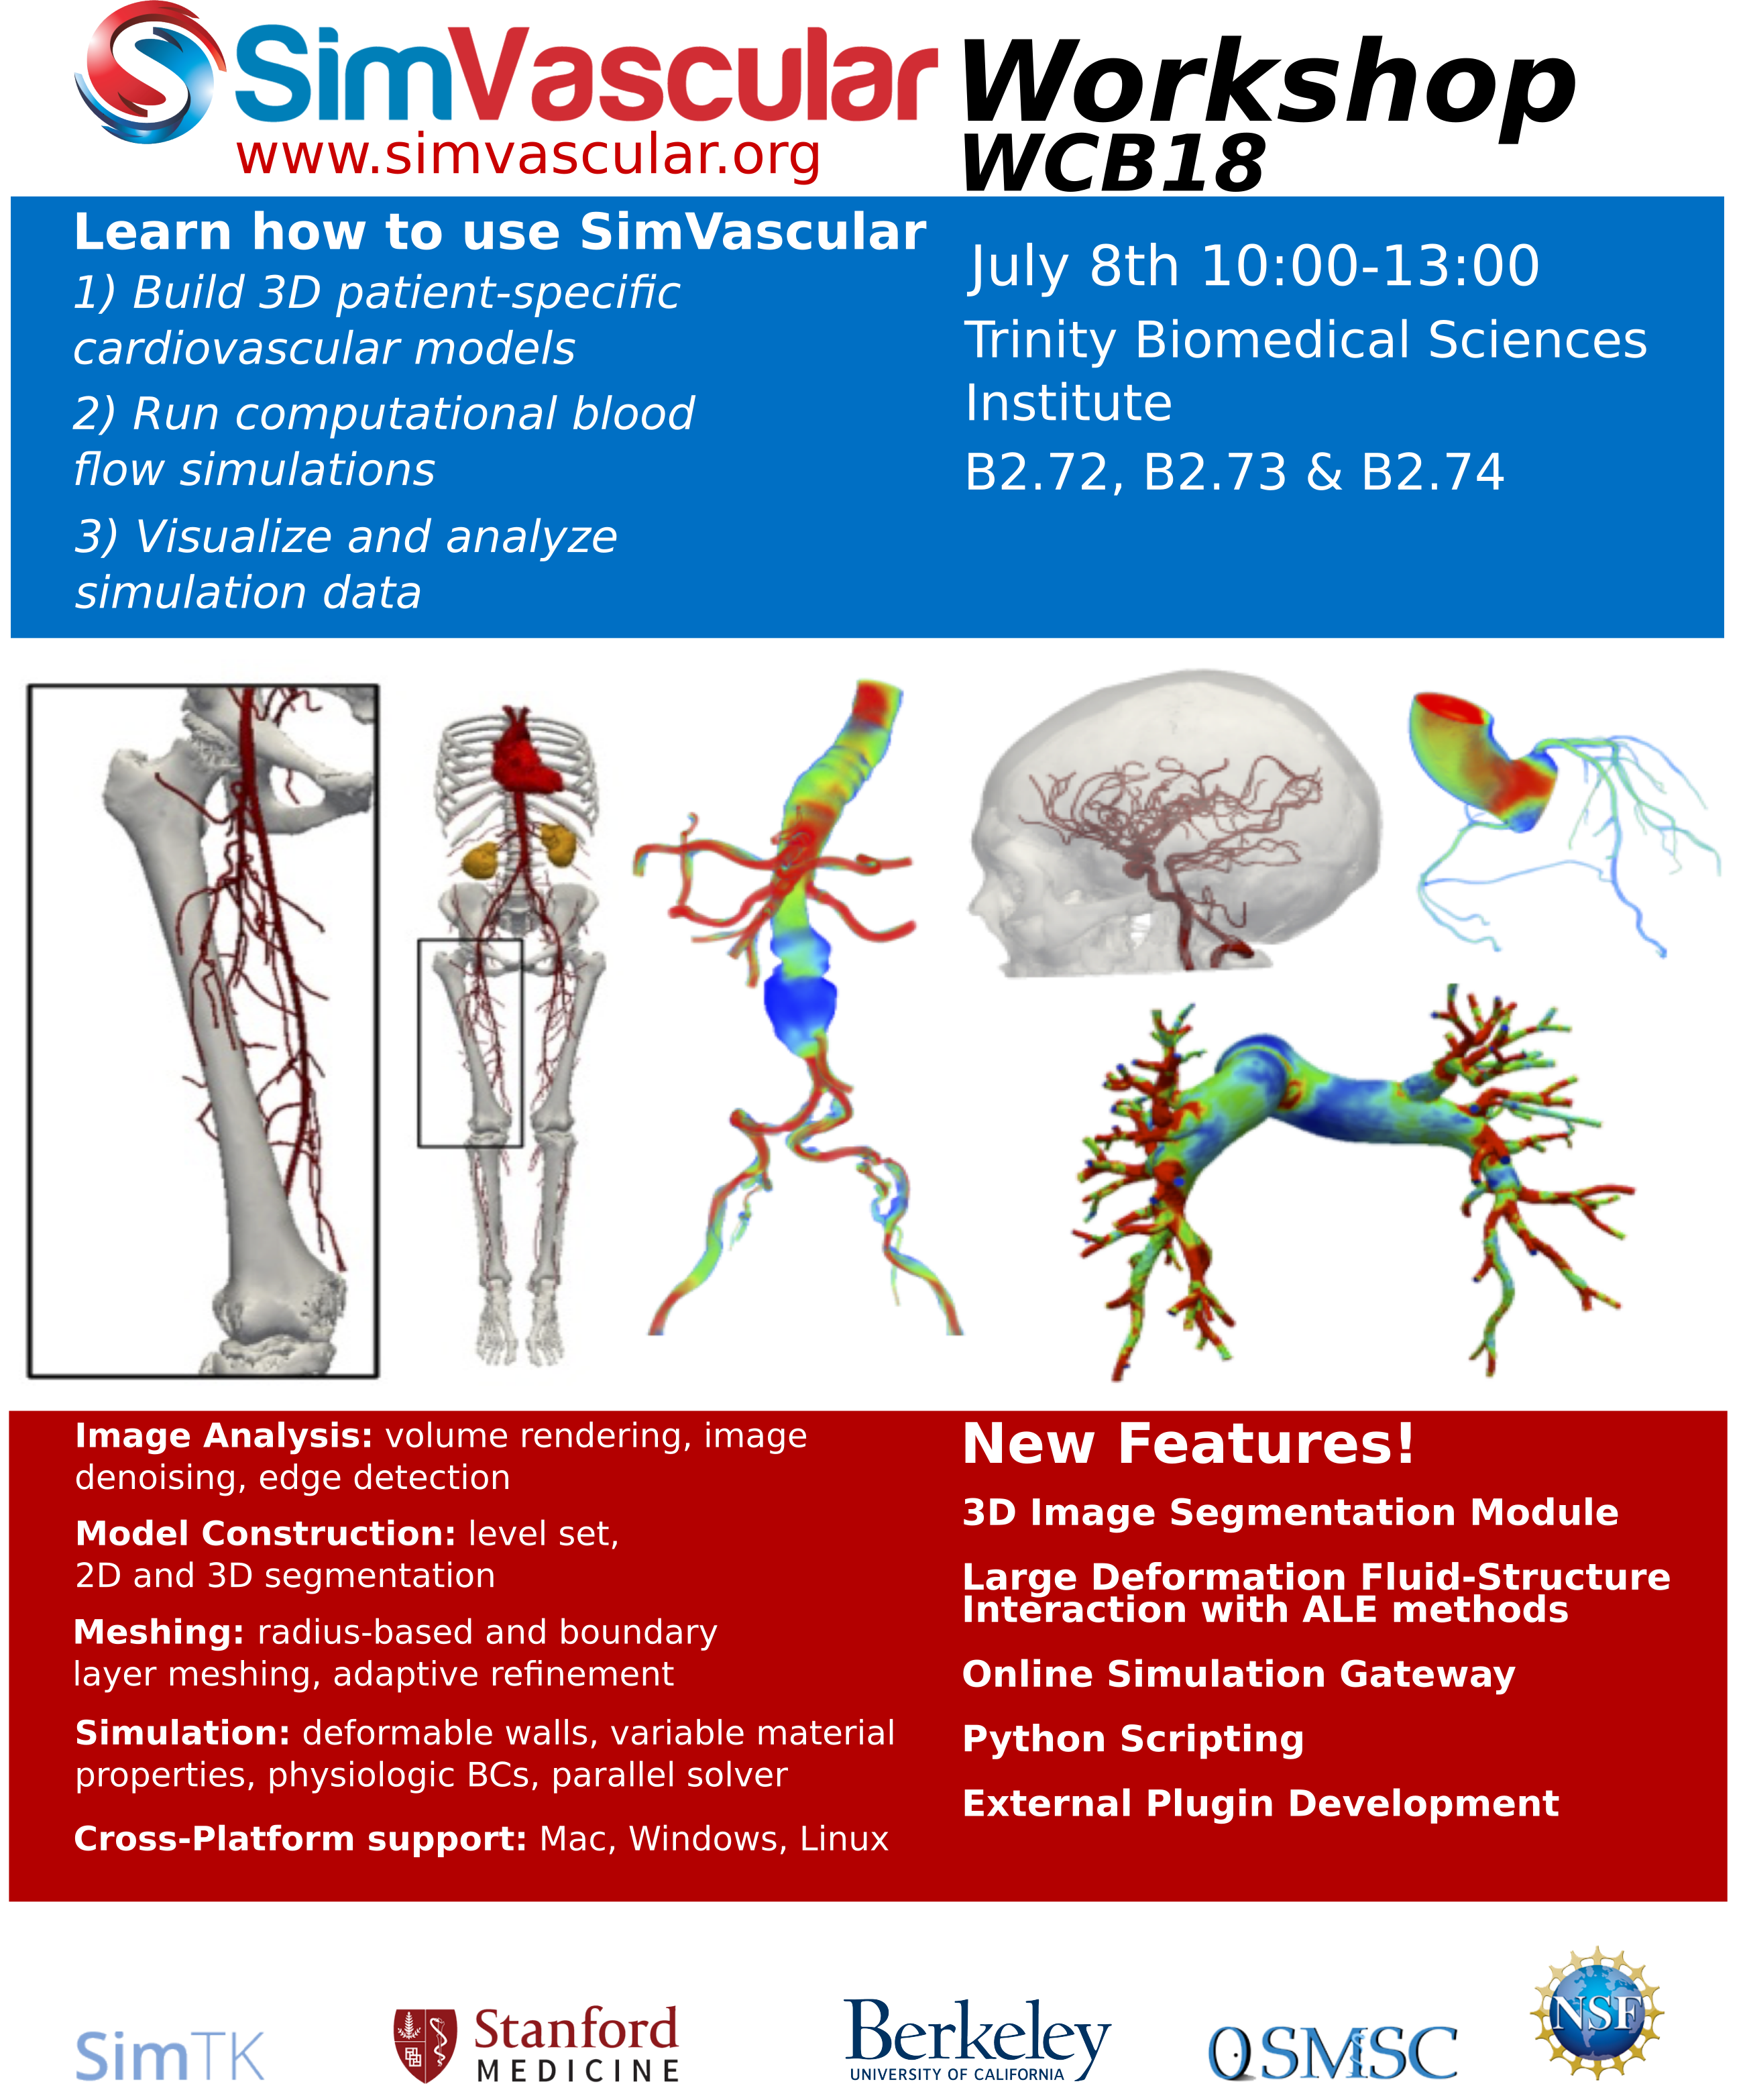 SimVascular Workshop
www.simvascular.org
WCB18
Learn how to use SimVascular
1) Build 3D patient-specific
cardiovascular models
2) Run computational blood
flow simulations
3) Visualize and analyze
simulation data
July 8th 10:00-13:00
Trinity Biomedical Sciences
Institute
B2.72, B2.73 & B2.74
Image Analysis: volume rendering, image
denoising, edge detection
Model Construction: level set,
2D and 3D segmentation
Meshing: radius-based and boundary
layer meshing, adaptive refinement
Simulation: deformable walls, variable material
properties, physiologic BCs, parallel solver
Cross-Platform support: Mac, Windows, Linux
New Features!
3D Image Segmentation Module
Large Deformation Fluid-Structure
Interaction with ALE methods
Online Simulation Gateway
Python Scripting
External Plugin Development
SimTK
Stanford
MEDICINE
Berkeley
UNIVERSITY OF CALIFORNIA
OSMSC
NSF